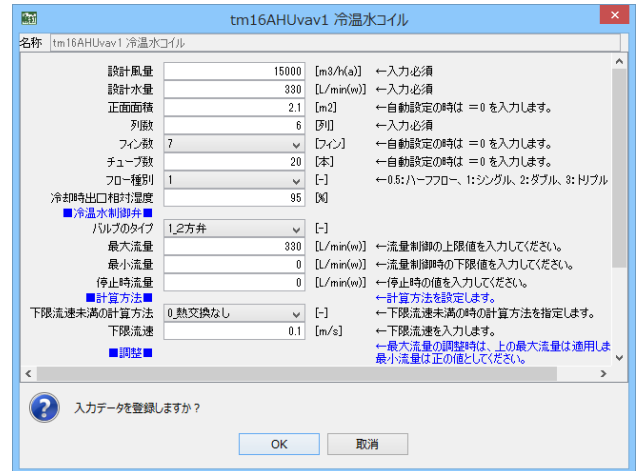 tm16AHUvav1 冷温水コイル
名称 tm16AHUvav1 冷温水コイル
設計風量 15000 [m3/h(a)] ←入力必須
設計水量 330 [L/min(w)] ←入力必須
正面面積 2.1 [m2] ←自動設定の時は =0 を入力します。
列数 6 [列] ←入力必須
フィン数 7 [フィン] ←自動設定の時は =0 を入力します。
チューブ数 20 [本] ←自動設定の時は =0 を入力します。
フロー種別 1 [-] ←0.5:ハーフフロー、1:シングル、2:ダブル、3:トリプル
冷却時出口相対湿度 95 [%]
■冷温水制御弁■
バルブのタイプ 1_2方弁 [-]
最大流量 330 [L/min(w)] ←流量制御の上限値を入力してください。
最小流量 0 [L/min(w)] ←流量制御時の下限値を入力してください。
停止時流量 0 [L/min(w)] ←停止時の値を入力してください。
■計算方法■ ←計算方法を設定します。
下限流速未満の計算方法 0_熱交換なし [-] ←下限流速未満の時の計算方法を指定します。
下限流速 0.1 [m/s] ←下限流速を入力します。
■調整■ ←最大流量の調整時は、上の最大流量は適用しま
最小流量は正の値としてください。
入力データを登録しますか？
OK 取消